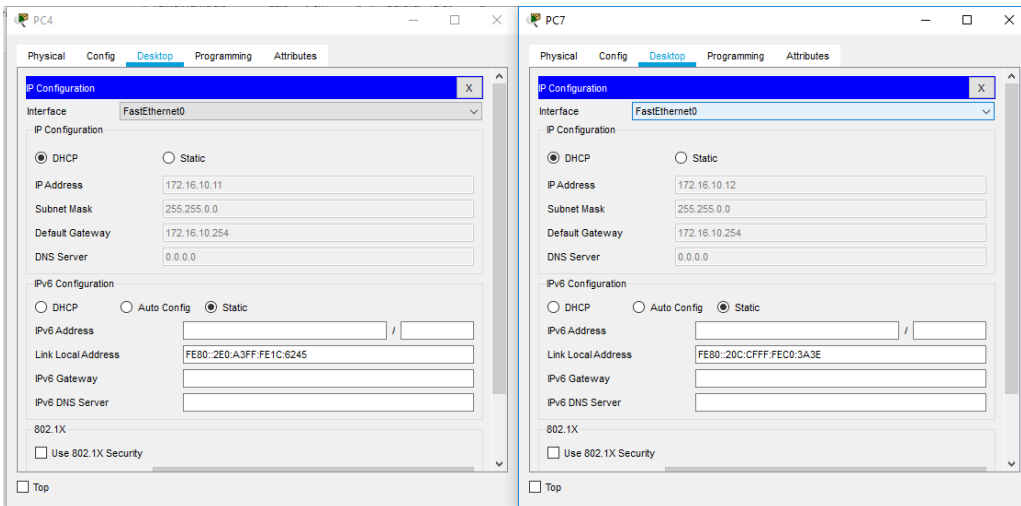 PC4
Physical Config Desktop Programming Attributes
IP Configuration X
Interface FastEthernet0
IP Configuration
DHCP Static
IP Address 172.16.10.11
Subnet Mask 255.255.0.0
Default Gateway 172.16.10.254
DNS Server 0.0.0.0
IPv6 Configuration
DHCP Auto Config Static
IPv6 Address /
Link Local Address FE80::2E0:A3FF:FE1C:6245
IPv6 Gateway
IPv6 DNS Server
802.1X
Use 802.1X Security
Top
PC7
Physical Config Desktop Programming Attributes
IP Configuration X
Interface FastEthernet0
IP Configuration
DHCP Static
IP Address 172.16.10.12
Subnet Mask 255.255.0.0
Default Gateway 172.16.10.254
DNS Server 0.0.0.0
IPv6 Configuration
DHCP Auto Config Static
IPv6 Address /
Link Local Address FE80::20C:CFFF:FEC0:3A3E
IPv6 Gateway
IPv6 DNS Server
802.1X
Use 802.1X Security
Top